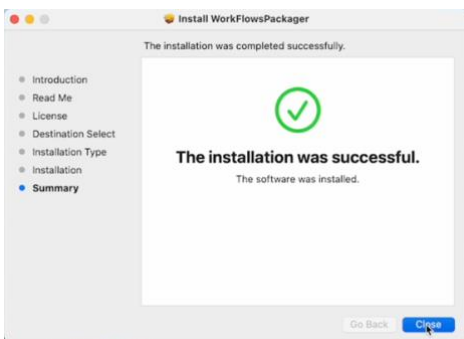 Install WorkFlowsPackager
The installation was completed successfully.
Introduction
Read Me
License
Destination Select
Installation Type
Installation
Summary
The installation was successful.
The software was installed.
Go Back
Close